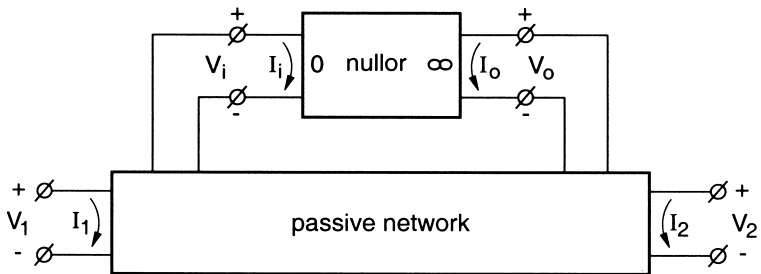 + +
Vi Ii 0 nullor ∞ Io Vo
- -
+ +
V1 I1 passive network I2 V2
- -